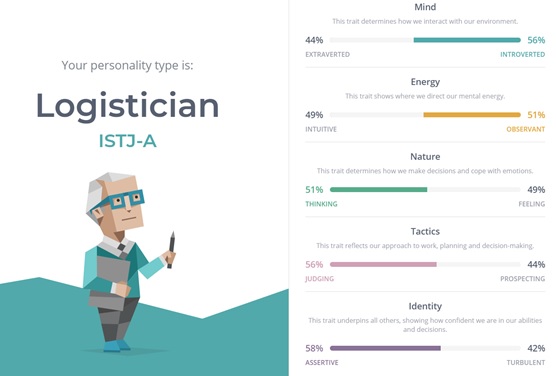 Your personality type is:
Logistician
ISTJ-A
Mind
This trait determines how we interact with our environment.
44% 56%
EXTRAVERTED INTROVERTED
Energy
This trait shows where we direct our mental energy.
49% 51%
INTUITIVE OBSERVANT
Nature
This trait determines how we make decisions and cope with emotions.
51% 49%
THINKING FEELING
Tactics
This trait reflects our approach to work, planning and decision-making.
56% 44%
JUDGING PROSPECTING
Identity
This trait underpins all others, showing how confident we are in our abilities
and decisions.
58% 42%
ASSERTIVE TURBULENT